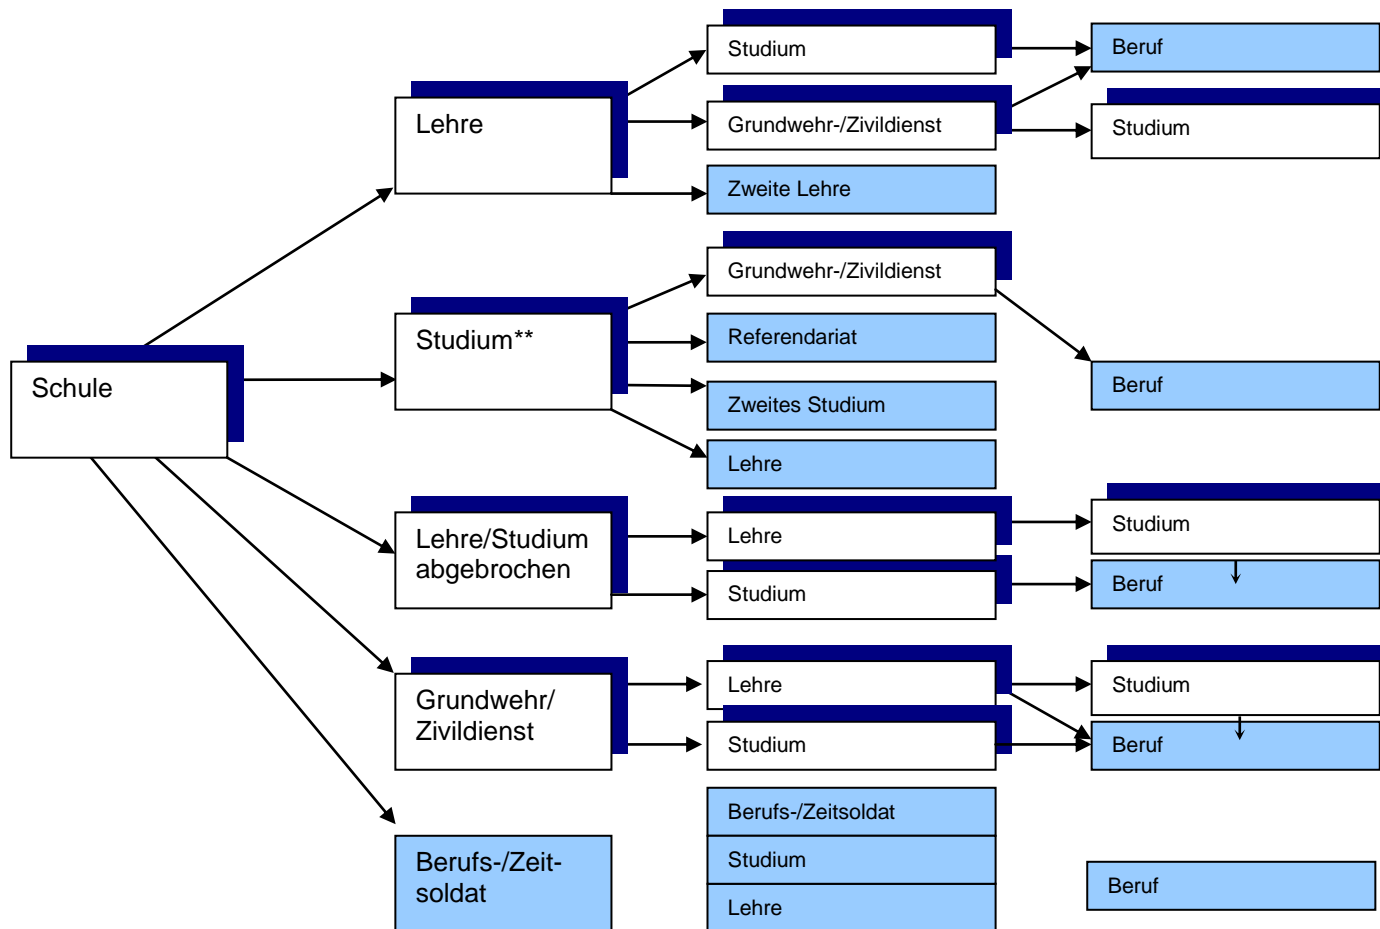 Schule
Lehre
Studium**
Lehre/Studium
abgebrochen
Grundwehr/
Zivildienst
Berufs-/Zeit-
soldat
Studium
Grundwehr-/Zivildienst
Zweite Lehre
Grundwehr-/Zivildienst
Referendariat
Zweites Studium
Lehre
Lehre
Studium
Lehre
Studium
Berufs-/Zeitsoldat
Studium
Lehre
Beruf
Studium
Beruf
Studium
Beruf
Studium
Beruf
Beruf